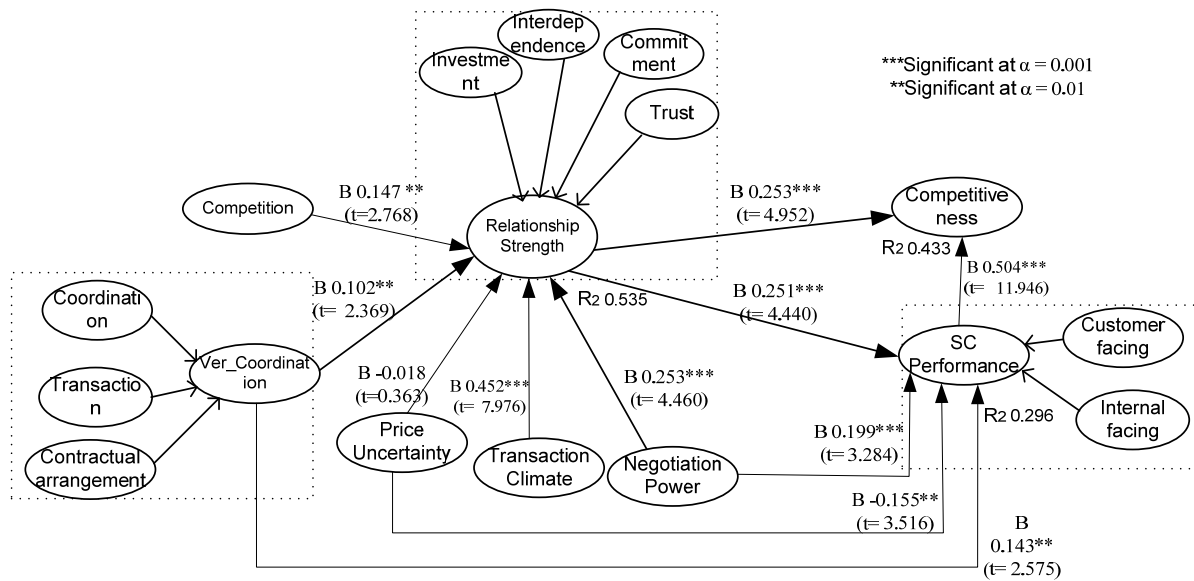 Interdep
endence
Commit
ment
Investme
nt
Trust
***Significant at α = 0.001
**Significant at α = 0.01
Competition
B 0.147 **
(t=2.768)
Relationship
Strength
B 0.253***
(t= 4.952)
Competitive
ness
R2 0.433
B 0.504***
(t= 11.946)
Coordinati
on
Transactio
n
Contractual
arrangement
Ver_Coordinat
ion
B 0.102**
(t= 2.369)
R2 0.535
B 0.251***
(t= 4.440)
SC
Performance
Customer
facing
Internal
facing
R2 0.296
B -0.018
(t=0.363)
B 0.452***
(t= 7.976)
B 0.253***
(t= 4.460)
Price
Uncertainty
Transaction
Climate
Negotiation
Power
B 0.199***
(t= 3.284)
B -0.155**
(t= 3.516)
B
0.143**
(t= 2.575)